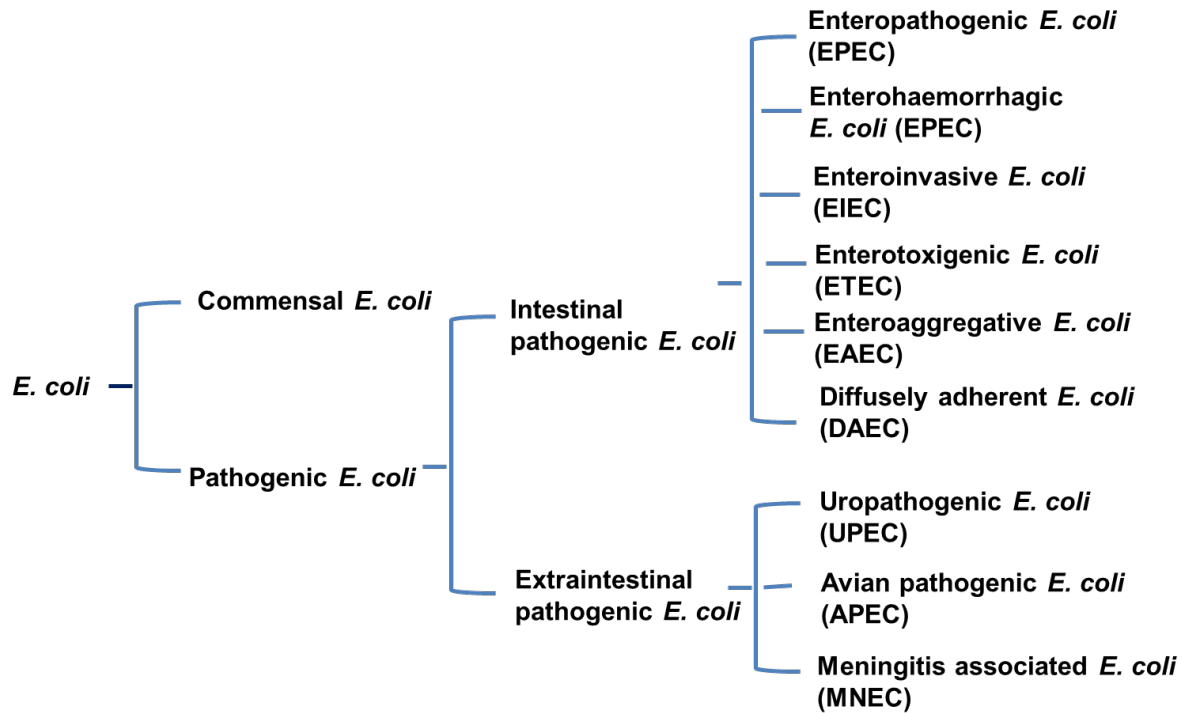 E. coli
Commensal E. coli
Pathogenic E. coli
Intestinal
pathogenic E. coli
Extraintestinal
pathogenic E. coli
Enteropathogenic E. coli
(EPEC)
Enterohaemorrhagic
E. coli (EPEC)
Enteroinvasive E. coli
(EIEC)
Enterotoxigenic E. coli
(ETEC)
Enteroaggregative E. coli
(EAEC)
Diffusely adherent E. coli
(DAEC)
Uropathogenic E. coli
(UPEC)
Avian pathogenic E. coli
(APEC)
Meningitis associated E. coli
(MNEC)